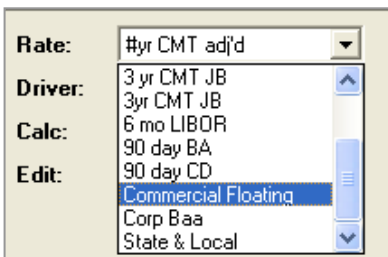 Rate: #yr CMT adj'd
Driver:
Calc:
Edit:
3 yr CMT JB
3yr CMT JB
6 mo LIBOR
90 day BA
90 day CD
Commercial Floating
Corp Baa
State & Local